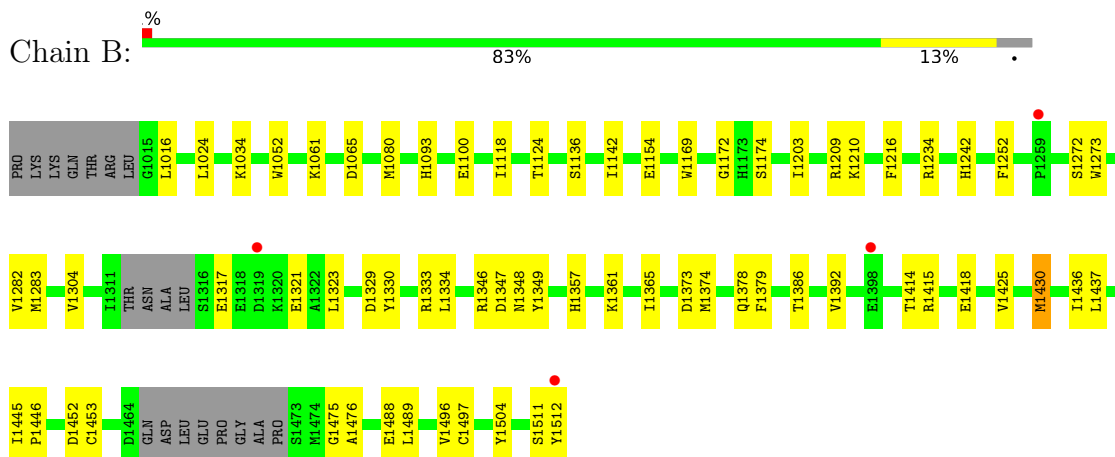 .%
Chain B:
83% 13% •
PRO LYS LYS GLN THR ARG LEU G1015 L1016 L1024 K1034 W1052 K1061 D1065 M1080 H1093 E1100 I1118 T1124 S1136 I1142 E1154 W1169 G1172 H1173 S1174 I1203 R1209 K1210 F1216 R1234 H1242 F1252 P1259 S1272 W1273
V1282 M1283 V1304 I1311 THR ASN ALA LEU S1316 E1317 E1318 D1319 K1320 E1321 A1322 L1323 D1329 Y1330 R1333 L1334 R1346 D1347 N1348 Y1349 H1357 K1361 I1365 D1373 M1374 Q1378 F1379 T1386 V1392 E1398 T1414 R1415 E1418 V1425 M1430 I1436 L1437
I1445 P1446 D1452 C1453 D1464 GLN ASP LEU GLU PRO GLY ALA PRO S1473 M1474 G1475 A1476 E1488 L1489 V1496 C1497 Y1504 S1511 Y1512